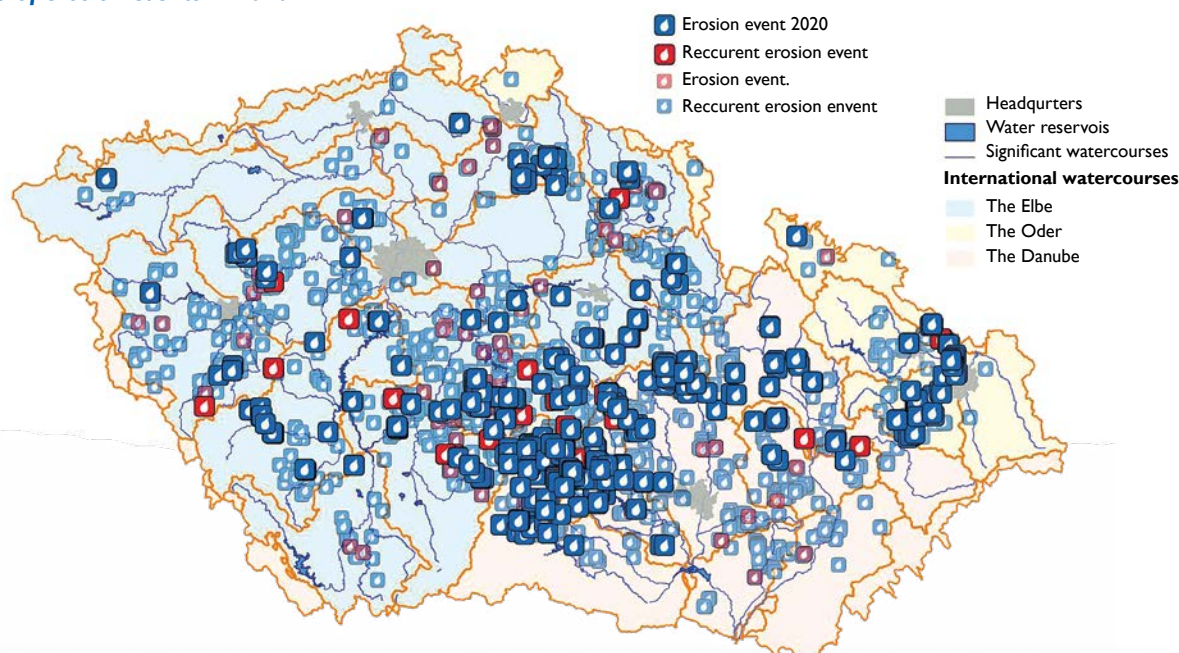 Erosion event 2020
Reccurent erosion event
Erosion event.
Reccurent erosion envent
Headqurters
Water reservois
Significant watercourses
International watercourses
The Elbe
The Oder
The Danube